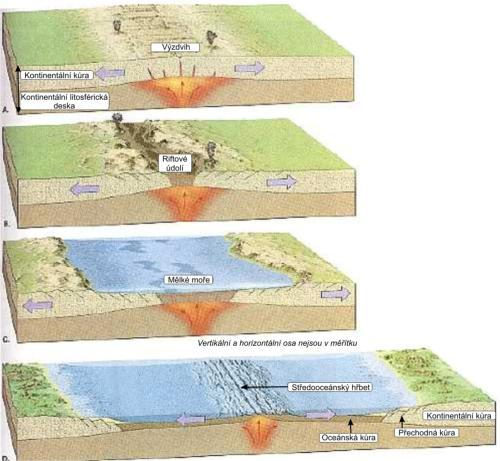 Výzdvih
Kontinentální kůra
Kontinentální litosférická
deska
A.
Riftové
údolí
B.
Mělké moře
C.
Vertikální a horizontální osa nejsou v měřítku
Středooceánský hřbet
Kontinentální kůra
Oceánská kůra
Přechodná kůra
D.